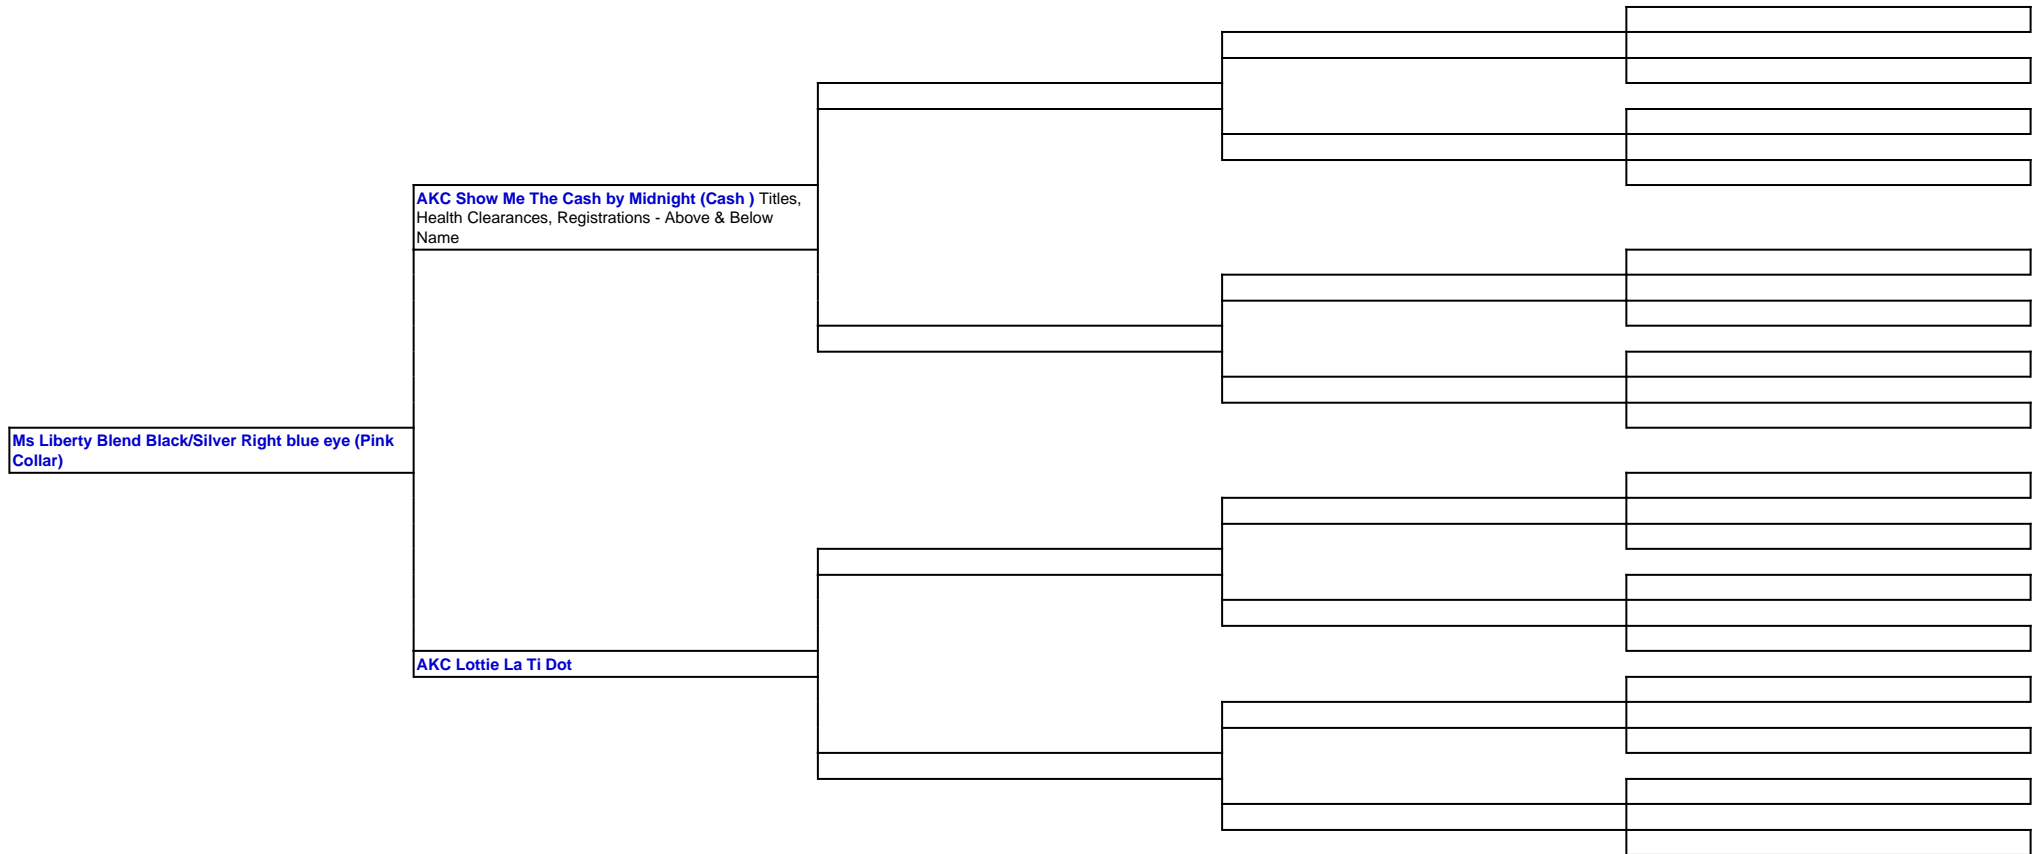 AKC Show Me The Cash by Midnight (Cash ) Titles,
Health Clearances, Registrations - Above & Below
Name
Ms Liberty Blend Black/Silver Right blue eye (Pink
Collar)
AKC Lottie La Ti Dot